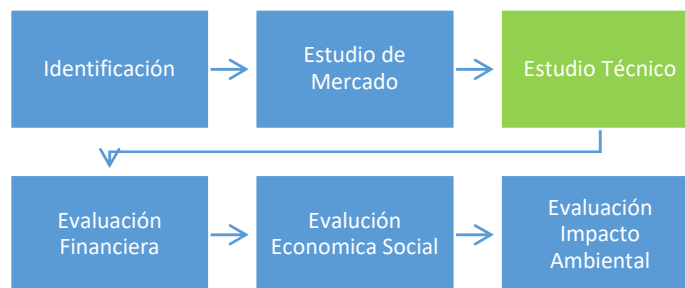 Identificación
Estudio de
Mercado
Estudio Técnico
Evaluación
Financiera
Evalución
Economica Social
Evaluación
Impacto
Ambiental